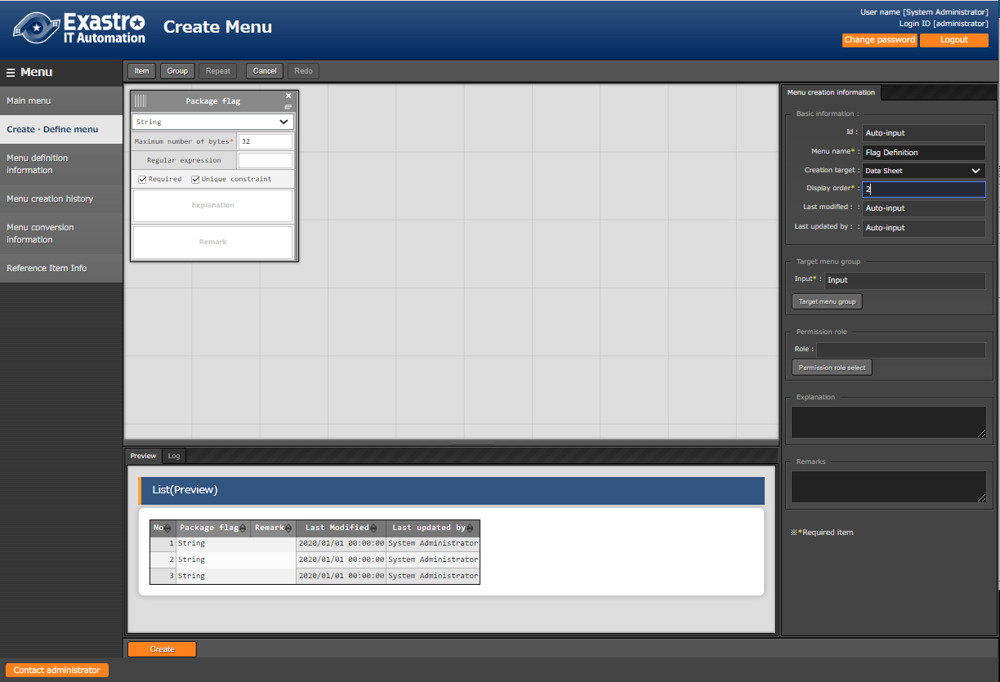 Exastro
IT Automation
Create Menu
User name [System Administrator]
Login ID [administrator]
Change password
Logout
Menu
Main menu
Create · Define menu
Menu definition
information
Menu creation history
Menu conversion
information
Reference Item Info
Item
Group
Repeat
Cancel
Redo
Package flag
String
Maximum number of bytes*
32
Regular expression
Required
Unique constraint
Explanation
Remark
Menu creation information
Basic information :
Id :
Auto-input
Menu name* :
Flag Definition
Creation target :
Data Sheet
Display order* :
2
Last modified : :
Auto-input
Last updated by : :
Auto-input
Target menu group
Input* :
Input
Target menu group
Permission role
Role :
Permission role select
Explanation
Remarks
※*Required item
Preview
Log
List(Preview)
No Package flag Remark Last Modified Last updated by
1 String 2020/01/01 00:00:00 System Administrator
2 String 2020/01/01 00:00:00 System Administrator
3 String 2020/01/01 00:00:00 System Administrator
Create
Contact administrator